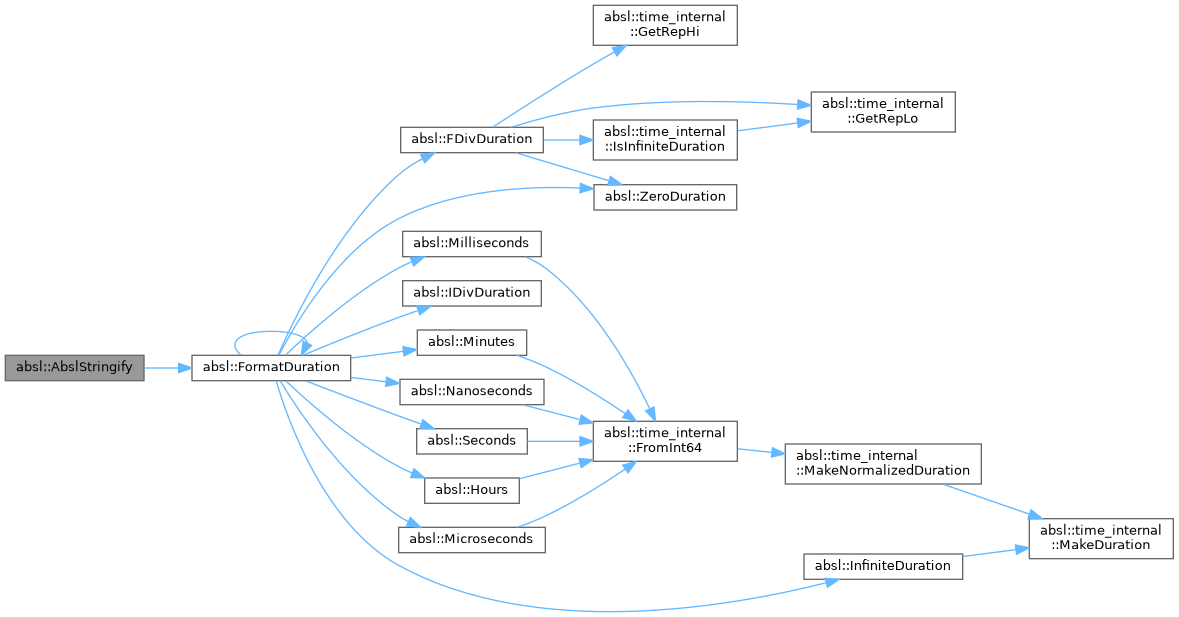 absl::time_internal
::GetRepHi
absl::time_internal
::GetRepLo
absl::FDivDuration
absl::time_internal
::IsInfiniteDuration
absl::ZeroDuration
absl::Milliseconds
absl::IDivDuration
absl::Minutes
absl::AbslStringify
absl::FormatDuration
absl::Nanoseconds
absl::Seconds
absl::time_internal
::FromInt64
absl::time_internal
::MakeNormalizedDuration
absl::Hours
absl::Microseconds
absl::time_internal
::MakeDuration
absl::InfiniteDuration